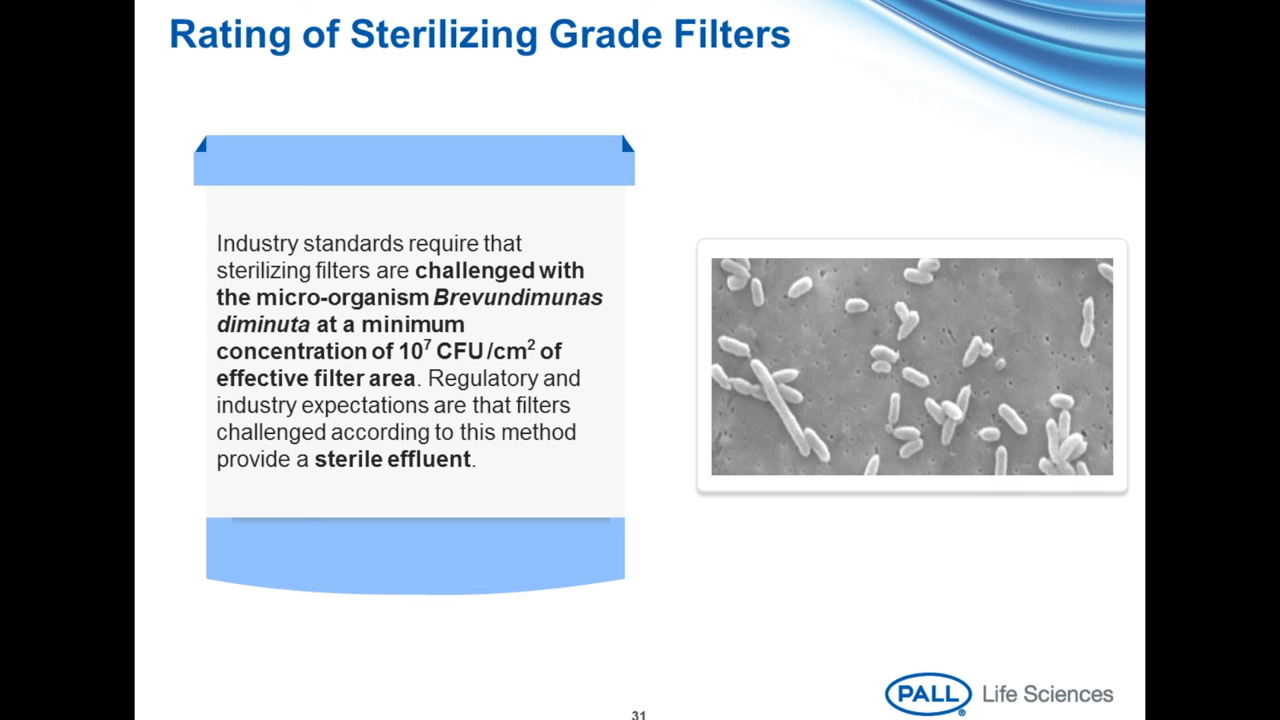 Rating of Sterilizing Grade Filters
Industry standards require that
sterilizing filters are challenged with
the micro-organism Brevundimunas
diminuta at a minimum
concentration of 10⁷ CFU/cm² of
effective filter area. Regulatory and
industry expectations are that filters
challenged according to this method
provide a sterile effluent.
PALL® Life Sciences
31